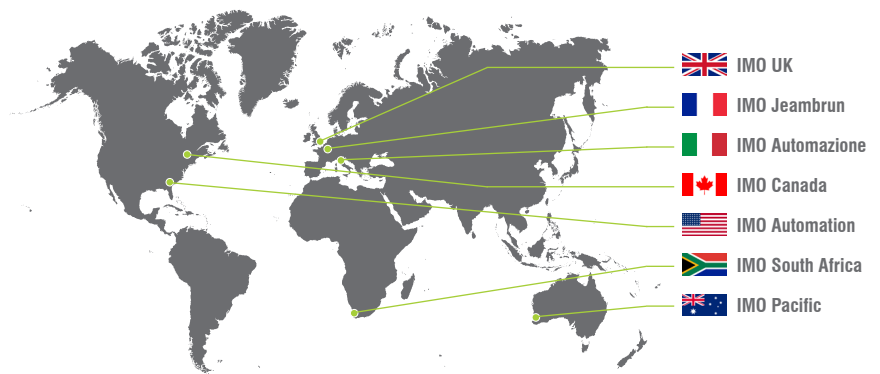 IMO UK
IMO Jeambrun
IMO Automazione
IMO Canada
IMO Automation
IMO South Africa
IMO Pacific